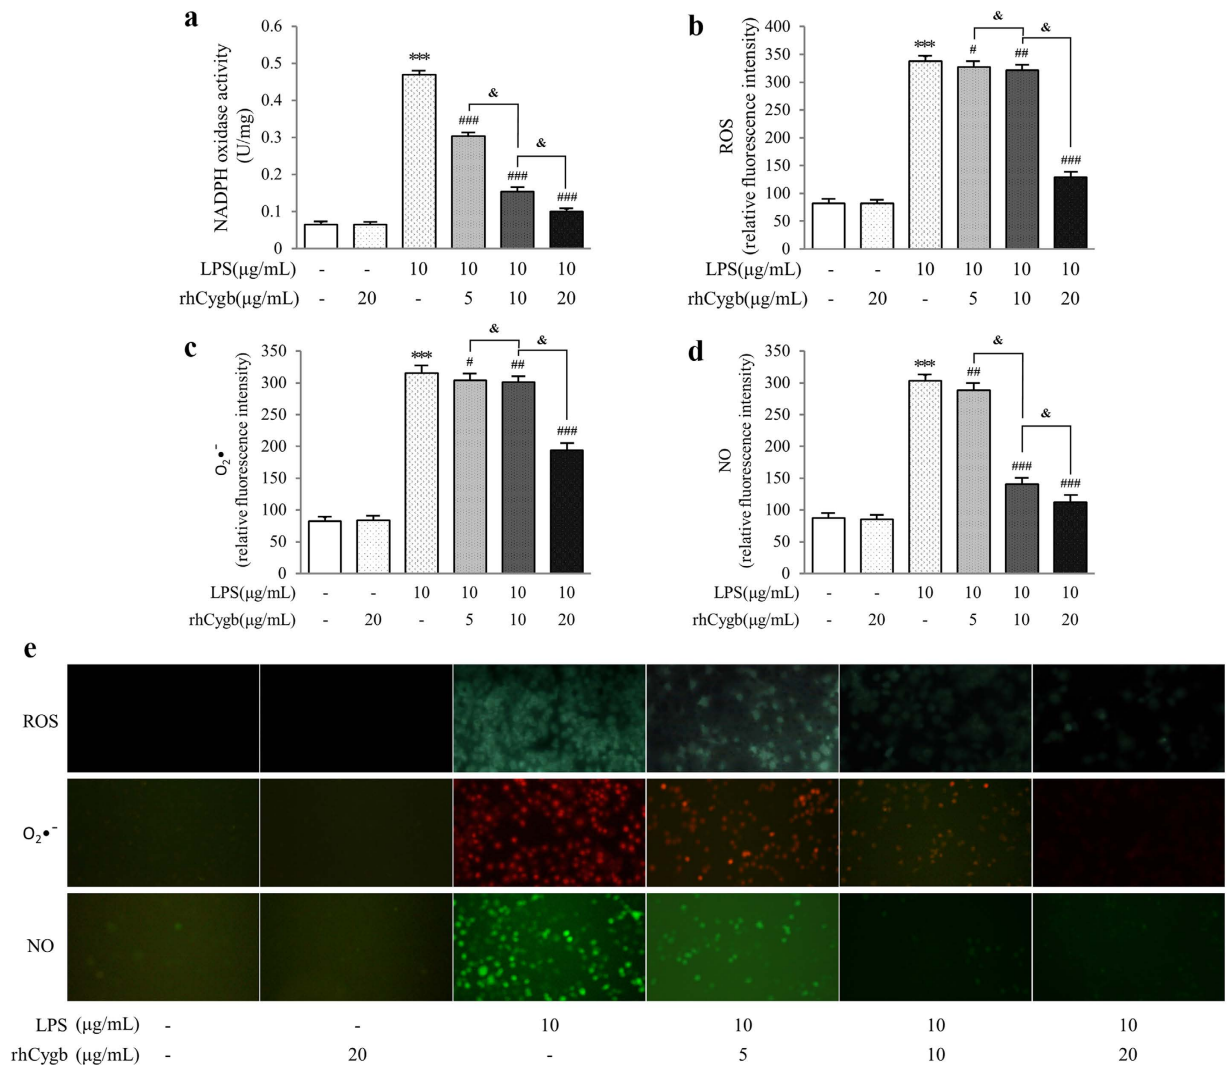 a
NADPH oxidase activity
(U/mg)
0.6
0.5
0.4
0.3
0.2
0.1
0
***
###
###
###
&
&
LPS(μg/mL) - - 10 10 10 10
rhCygb(μg/mL) - 20 - 5 10 20
b
ROS
(relative fluorescence intensity)
400
350
300
250
200
150
100
50
0
***
#
##
###
&
&
LPS(μg/mL) - - 10 10 10 10
rhCygb(μg/mL) - 20 - 5 10 20
c
O₂•⁻
(relative fluorescence intensity)
350
300
250
200
150
100
50
0
***
#
##
###
&
&
LPS(μg/mL) - - 10 10 10 10
rhCygb(μg/mL) - 20 - 5 10 20
d
NO
(relative fluorescence intensity)
350
300
250
200
150
100
50
0
***
##
###
###
&
&
LPS(μg/mL) - - 10 10 10 10
rhCygb(μg/mL) - 20 - 5 10 20
e
ROS
O₂•⁻
NO
LPS (μg/mL) - - 10 10 10 10
rhCygb (μg/mL) - 20 - 5 10 20